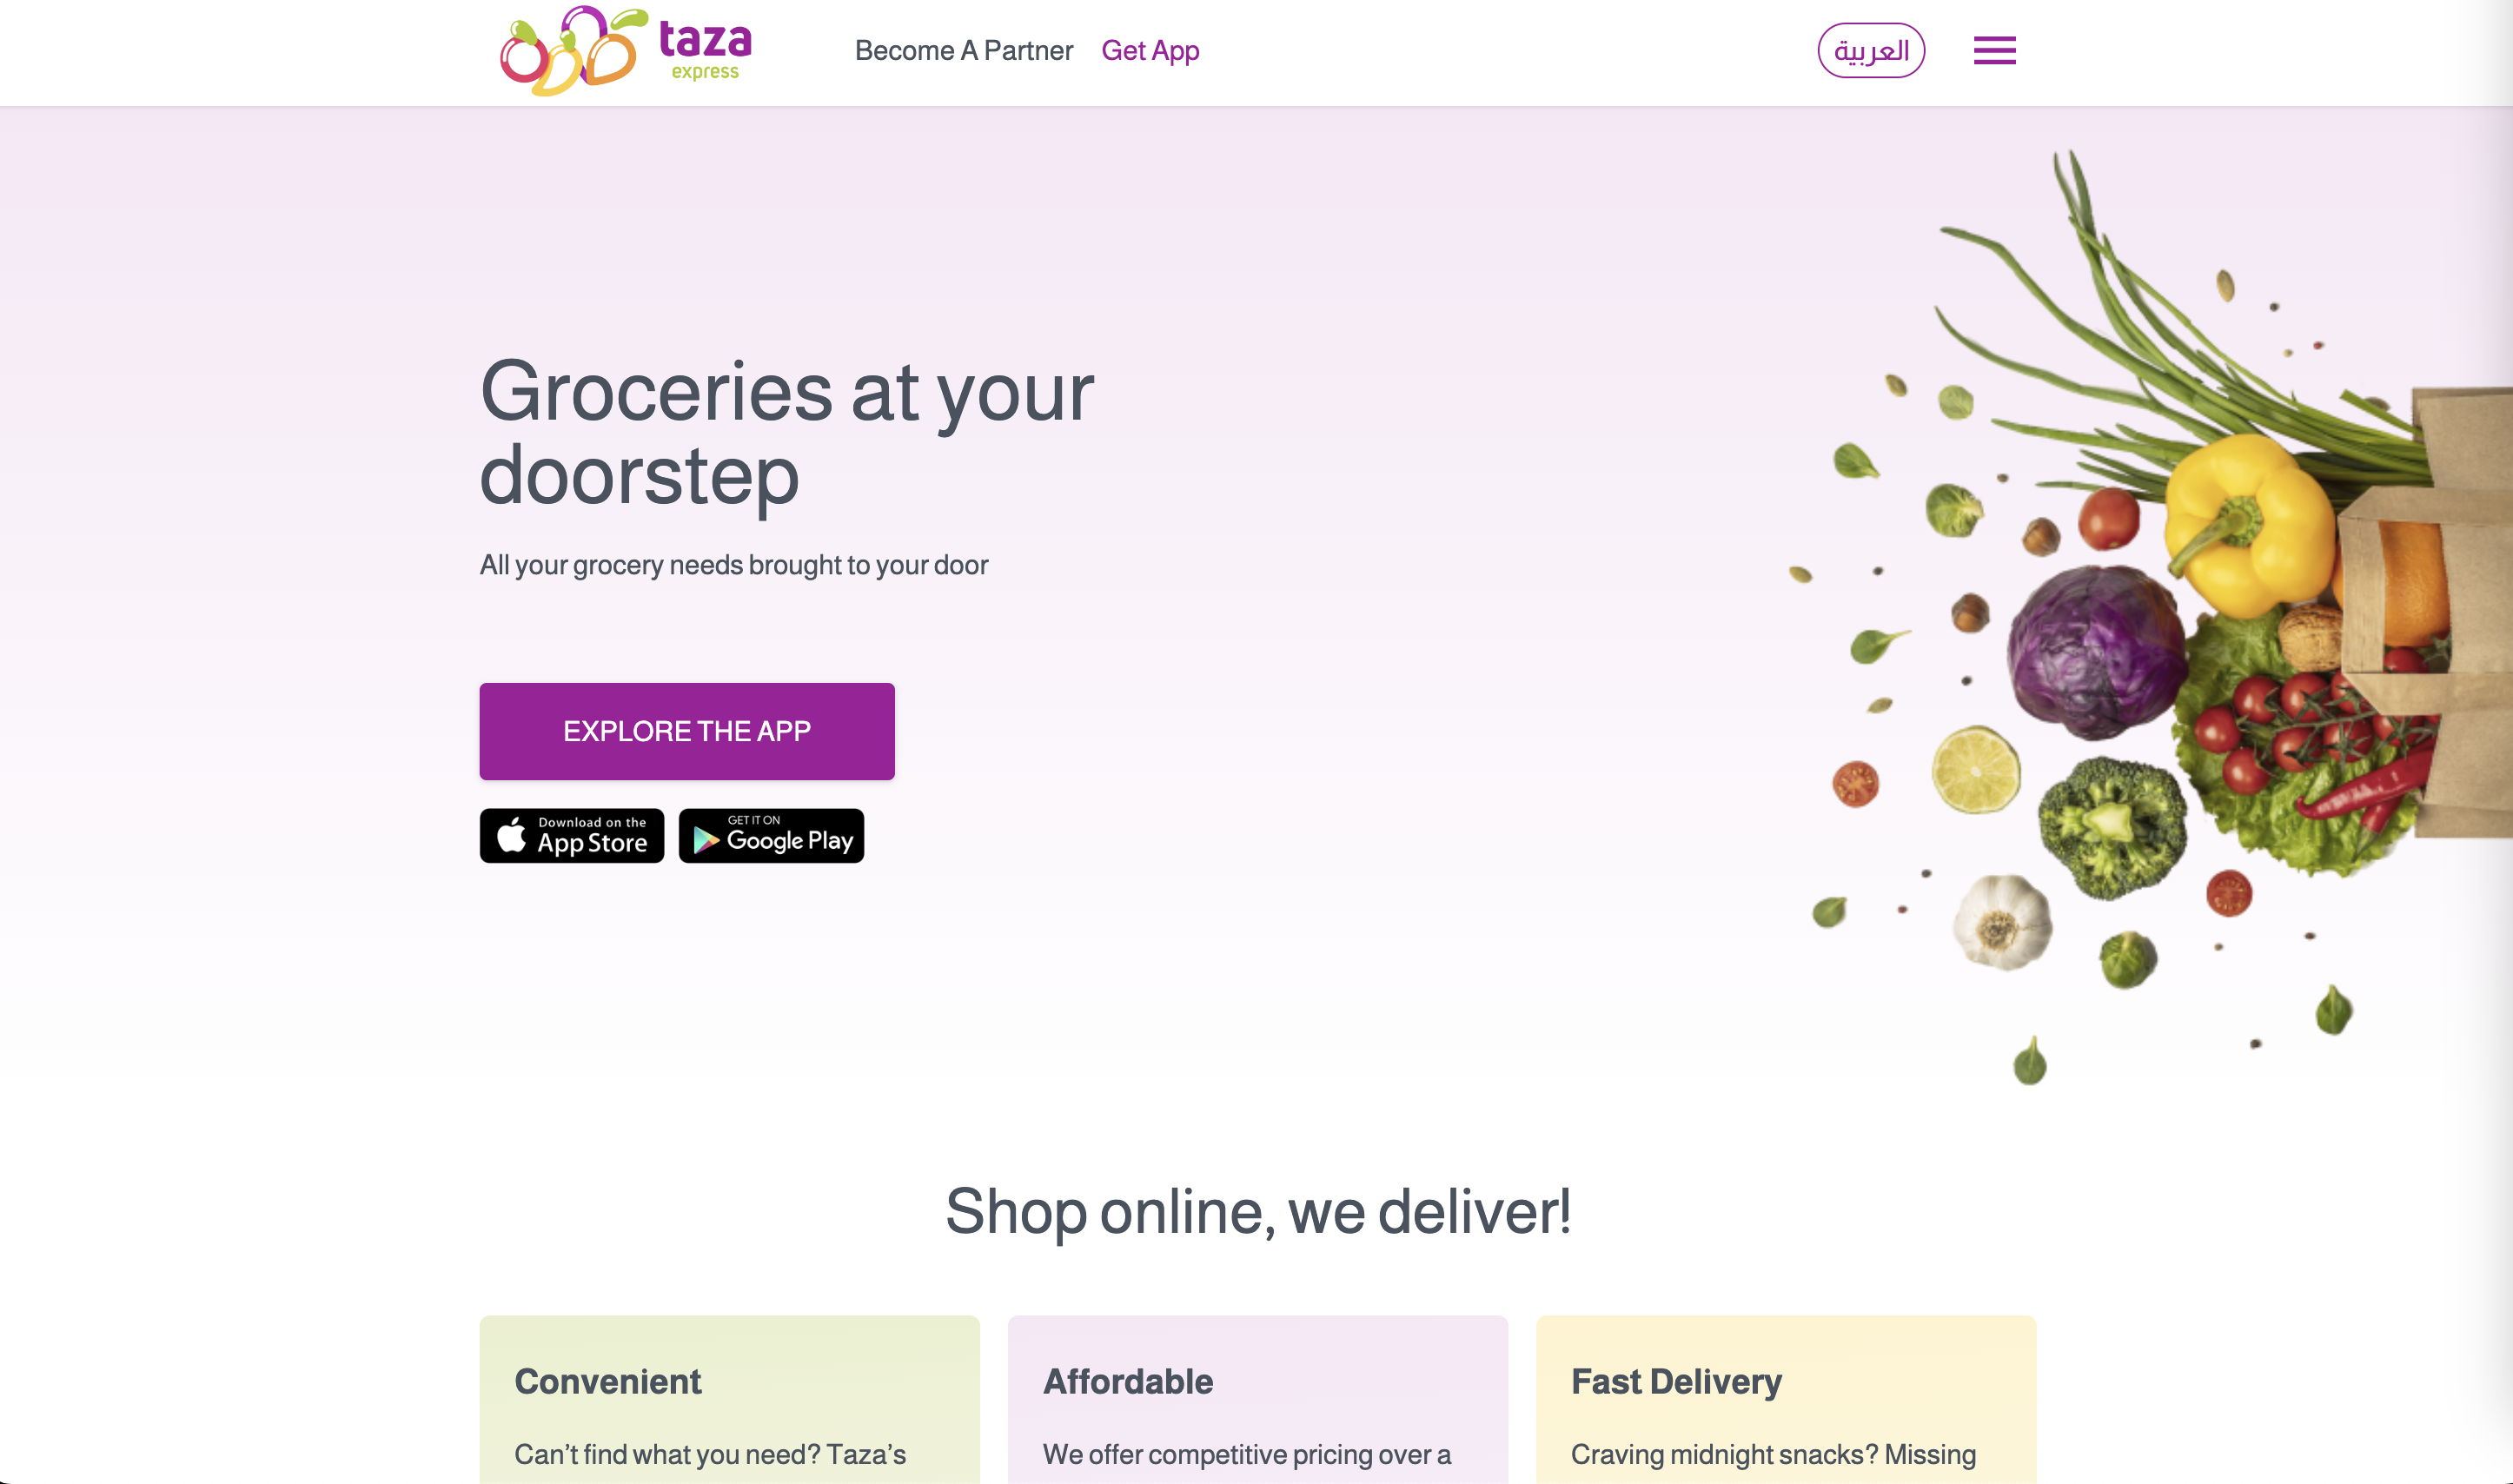 taza
express
Become A Partner
Get App
العربية
Groceries at your
doorstep
All your grocery needs brought to your door
EXPLORE THE APP
Download on the
App Store
GET IT ON
Google Play
Shop online, we deliver!
Convenient
Can’t find what you need? Taza’s
Affordable
We offer competitive pricing over a
Fast Delivery
Craving midnight snacks? Missing